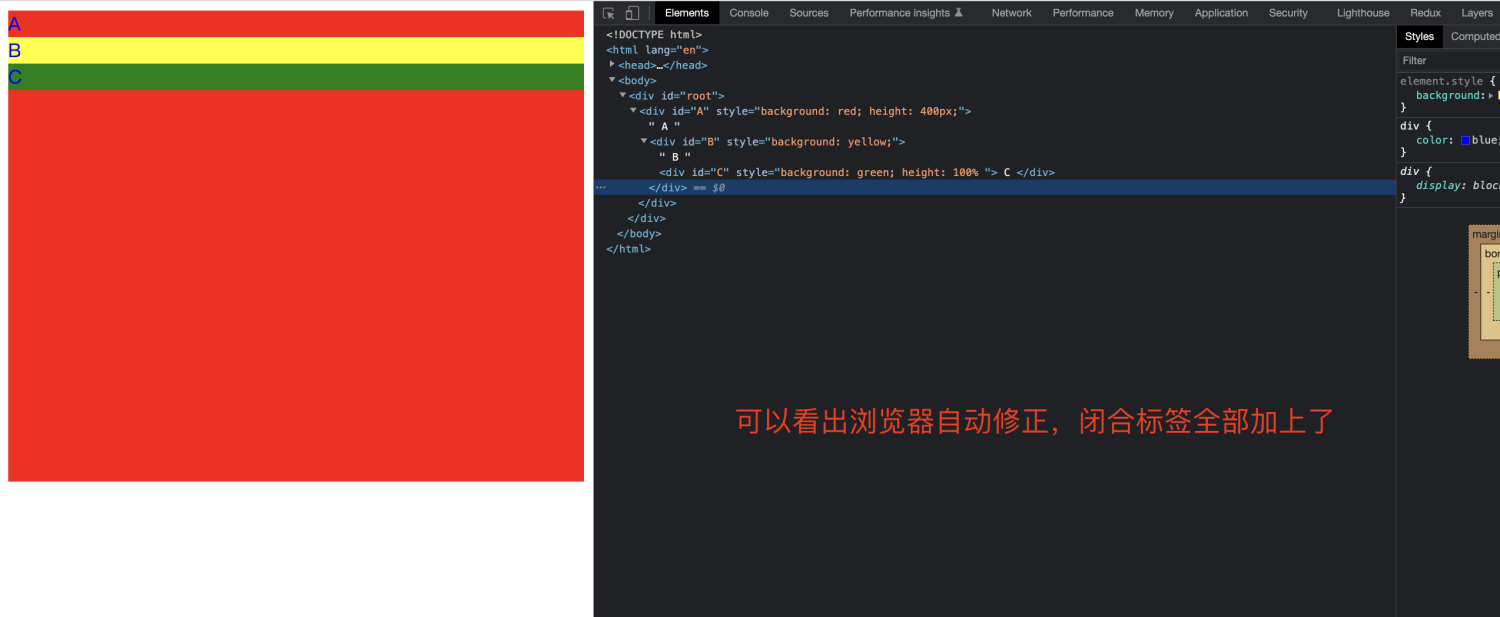 A
B
C
Elements Console Sources Performance insights Network Performance Memory Application Security Lighthouse Redux Layers
<!DOCTYPE html>
<html lang="en">
<head>…</head>
<body>
<div id="root">
<div id="A" style="background: red; height: 400px;">
" A "
<div id="B" style="background: yellow;">
" B "
<div id="C" style="background: green; height: 100% "> C </div>
</div> == $0
</div>
</div>
</body>
</html>
可以看出浏览器自动修正，闭合标签全部加上了
Styles Computed
Filter
element.style {
background:
}
div {
color: blue;
}
div {
display: bloc
}
margin
bor
p